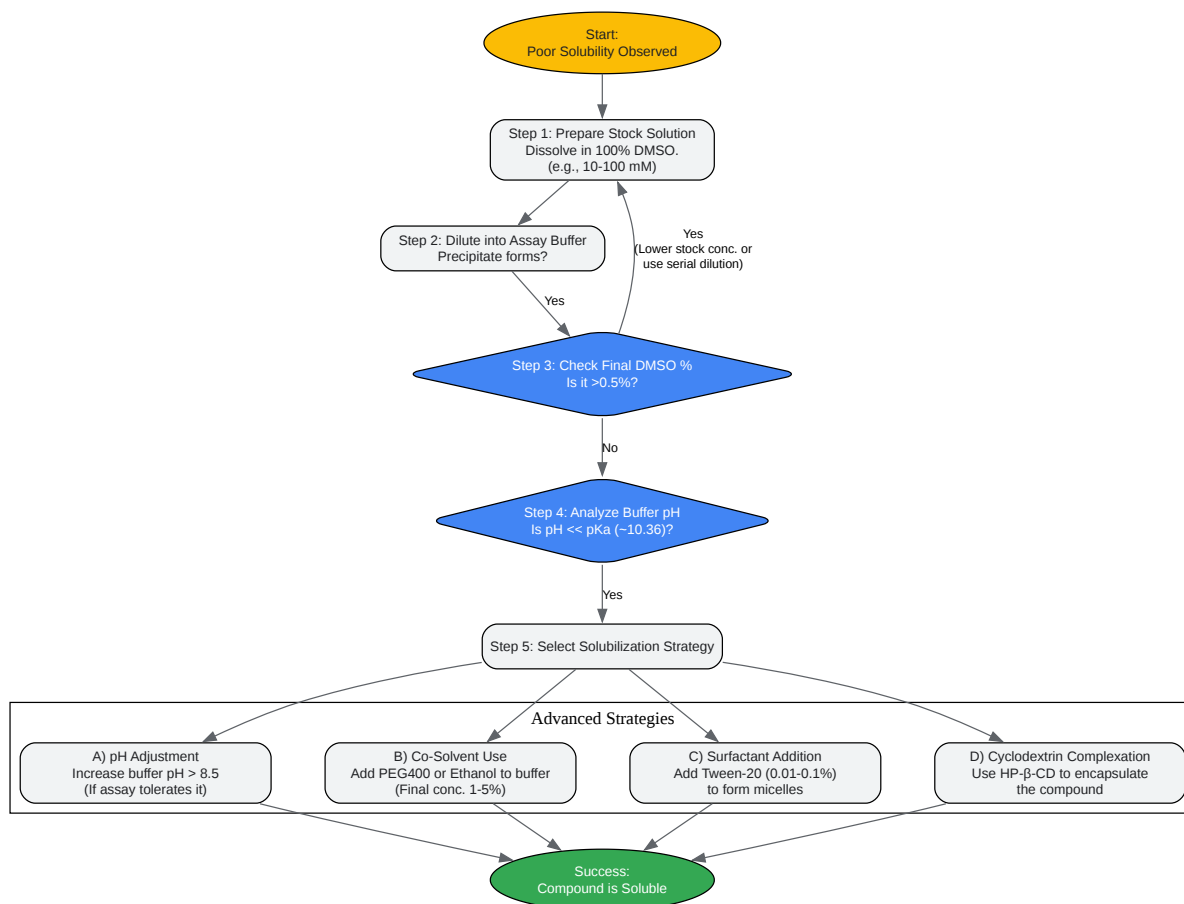 Start:
Poor Solubility Observed
Step 1: Prepare Stock Solution
Dissolve in 100% DMSO.
(e.g., 10-100 mM)
Step 2: Dilute into Assay Buffer
Precipitate forms?
Yes
(Lower stock conc. or
use serial dilution)
Yes
Step 3: Check Final DMSO %
Is it >0.5%?
No
Step 4: Analyze Buffer pH
Is pH << pKa (~10.36)?
Yes
Step 5: Select Solubilization Strategy
Advanced Strategies
A) pH Adjustment
Increase buffer pH > 8.5
(If assay tolerates it)
B) Co-Solvent Use
Add PEG400 or Ethanol to buffer
(Final conc. 1-5%)
C) Surfactant Addition
Add Tween-20 (0.01-0.1%)
to form micelles
D) Cyclodextrin Complexation
Use HP-β-CD to encapsulate
the compound
Success:
Compound is Soluble